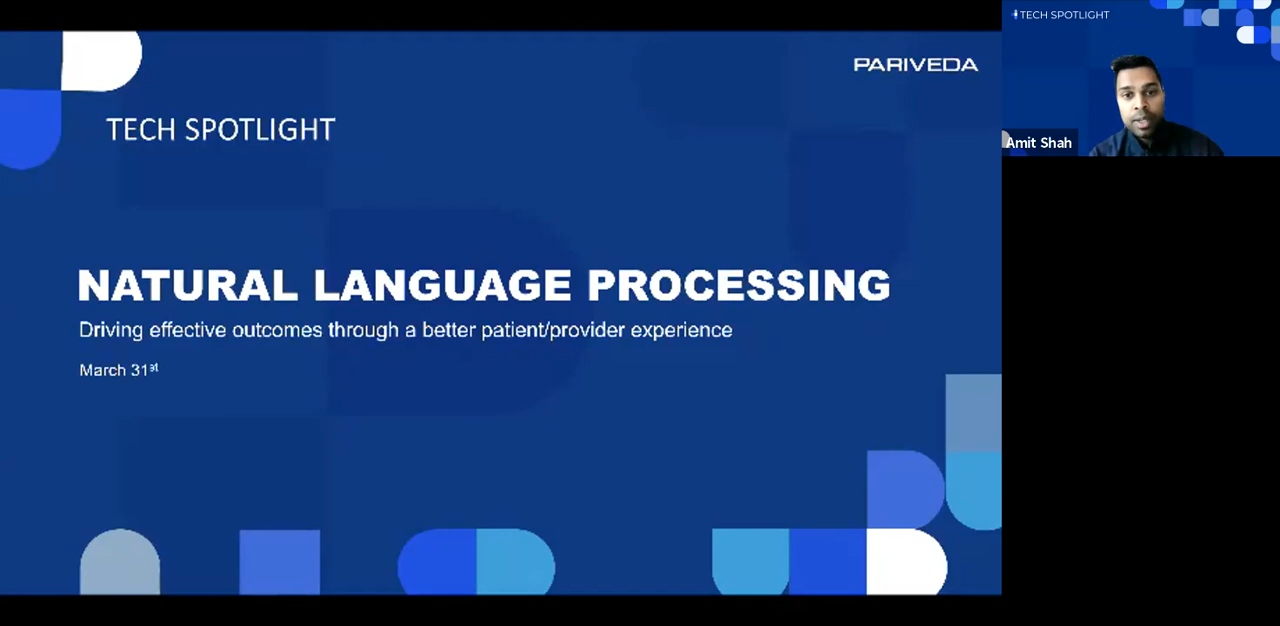 PARIVEDA
TECH SPOTLIGHT
NATURAL LANGUAGE PROCESSING
Driving effective outcomes through a better patient/provider experience
March 31st
TECH SPOTLIGHT
Amit Shah